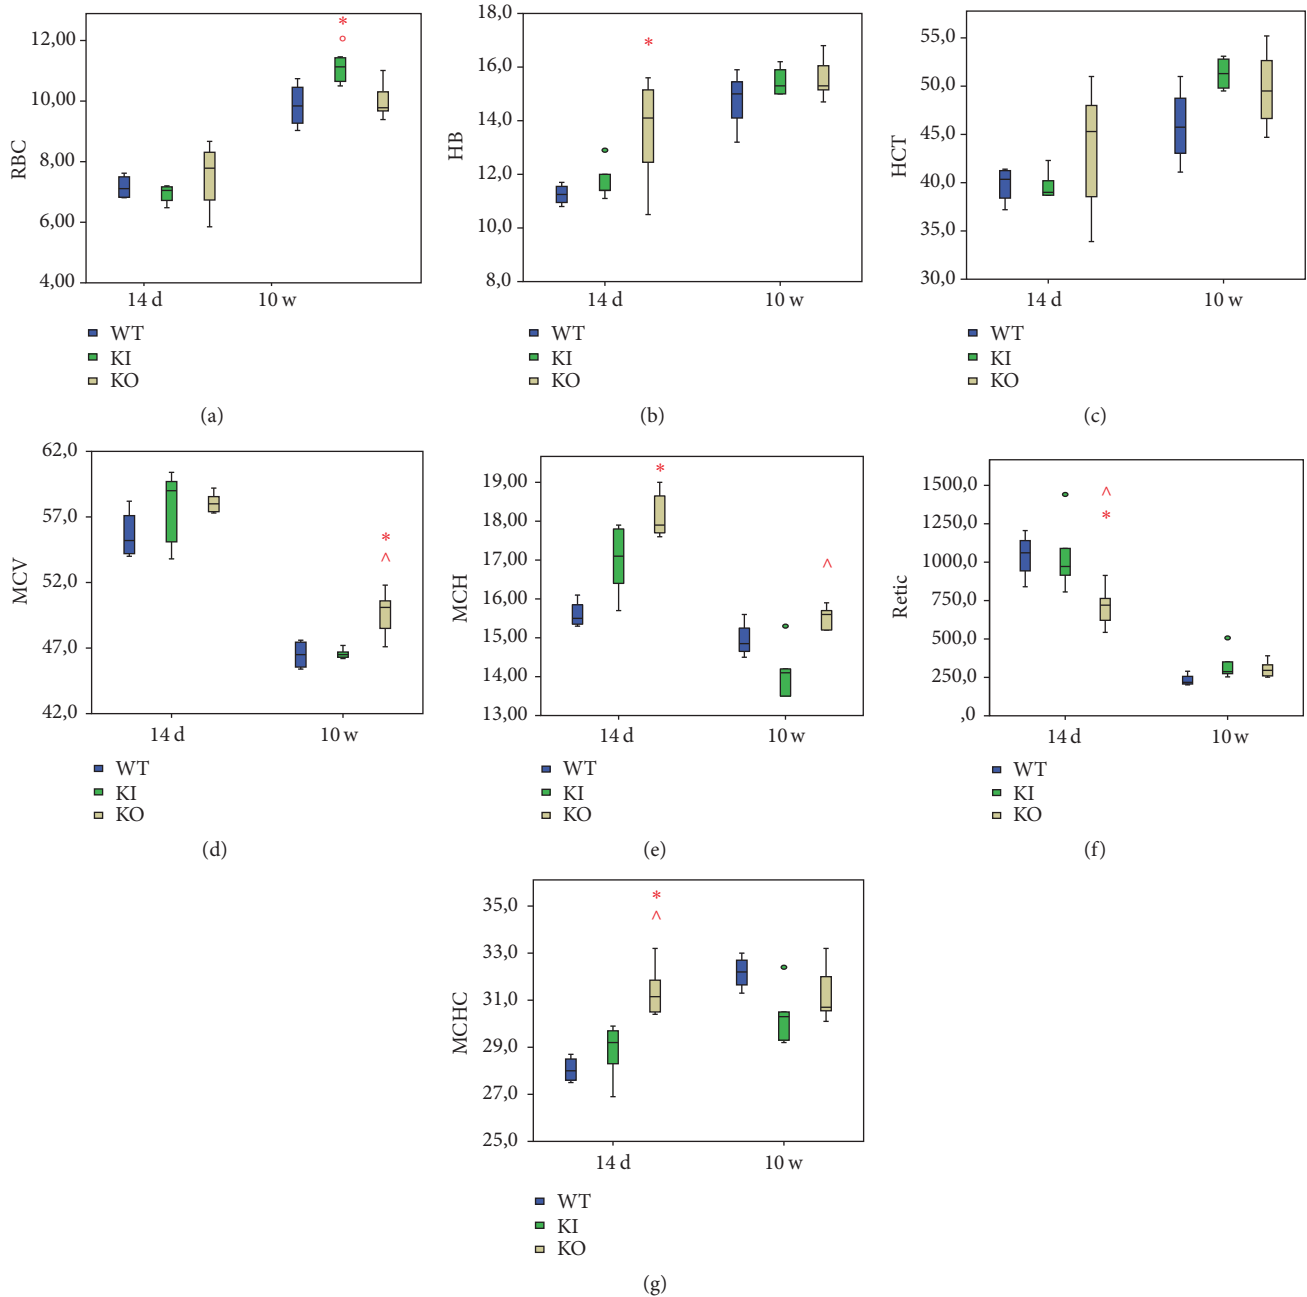 RBC
12,00
10,00
8,00
6,00
4,00
*
14 d
10 w
WT
KI
KO
(a)
HB
18,0
16,0
14,0
12,0
10,0
8,0
*
14 d
10 w
WT
KI
KO
(b)
HCT
55,0
50,0
45,0
40,0
35,0
30,0
14 d
10 w
WT
KI
KO
(c)
MCV
62,0
57,0
52,0
47,0
42,0
*
^
14 d
10 w
WT
KI
KO
(d)
MCH
19,00
18,00
17,00
16,00
15,00
14,00
13,00
*
^
14 d
10 w
WT
KI
KO
(e)
Retic
1500,0
1250,0
1000,0
750,0
500,0
250,0
,0
^
*
14 d
10 w
WT
KI
KO
(f)
MCHC
35,0
33,0
31,0
29,0
27,0
25,0
*
^
14 d
10 w
WT
KI
KO
(g)